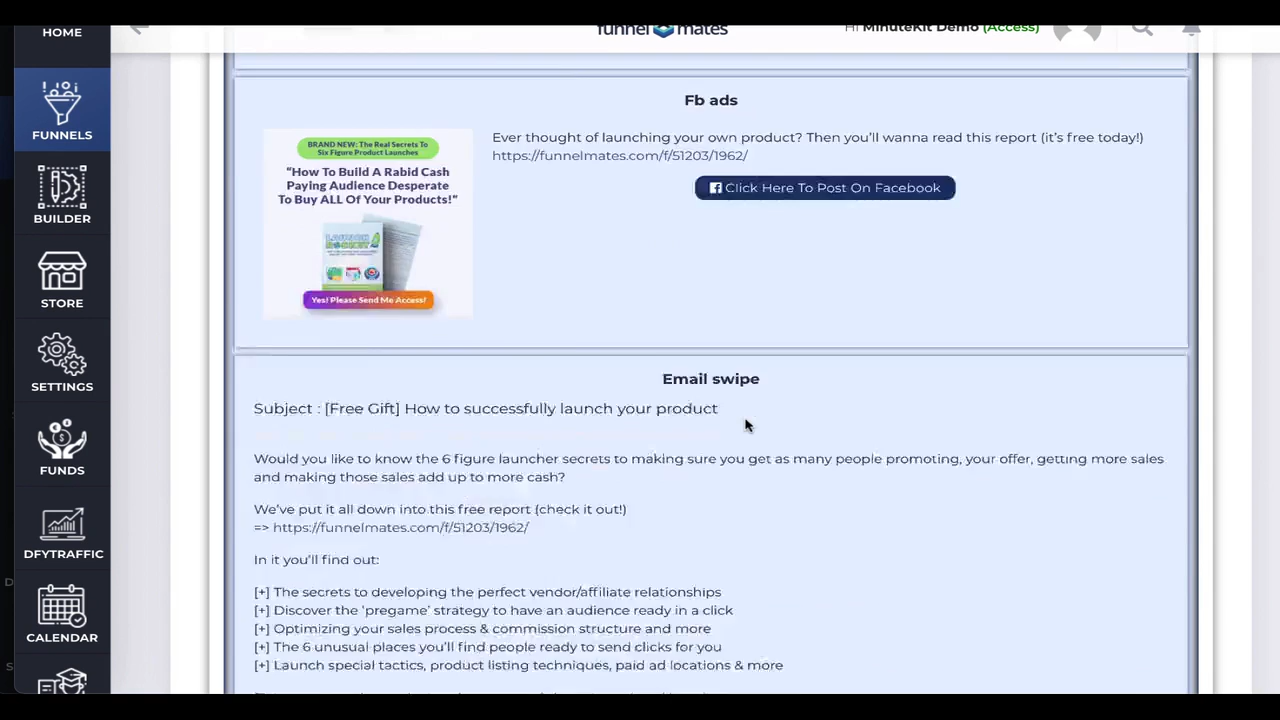 HOME
funnel mates
Hi MinuteKit Demo (Access)
FUNNELS
BUILDER
STORE
SETTINGS
FUNDS
DFYTRAFFIC
CALENDAR
Fb ads
BRAND NEW: The Real Secrets To
Six Figure Product Launches
"How To Build A Rabid Cash
Paying Audience Desperate
To Buy ALL Of Your Products!"
LAUNCH
ROCKET
Yes! Please Send Me Access!
Ever thought of launching your own product? Then you'll wanna read this report (it's free today!)
https://funnelmates.com/f/51203/1962/
Click Here To Post On Facebook
Email swipe
Subject : [Free Gift] How to successfully launch your product
Would you like to know the 6 figure launcher secrets to making sure you get as many people promoting, your offer, getting more sales
and making those sales add up to more cash?
We've put it all down into this free report (check it out!)
=> https://funnelmates.com/f/51203/1962/
In it you'll find out:
[+] The secrets to developing the perfect vendor/affiliate relationships
[+] Discover the 'pregame' strategy to have an audience ready in a click
[+] Optimizing your sales process & commission structure and more
[+] The 6 unusual places you'll find people ready to send clicks for you
[+] Launch special tactics, product listing techniques, paid ad locations & more